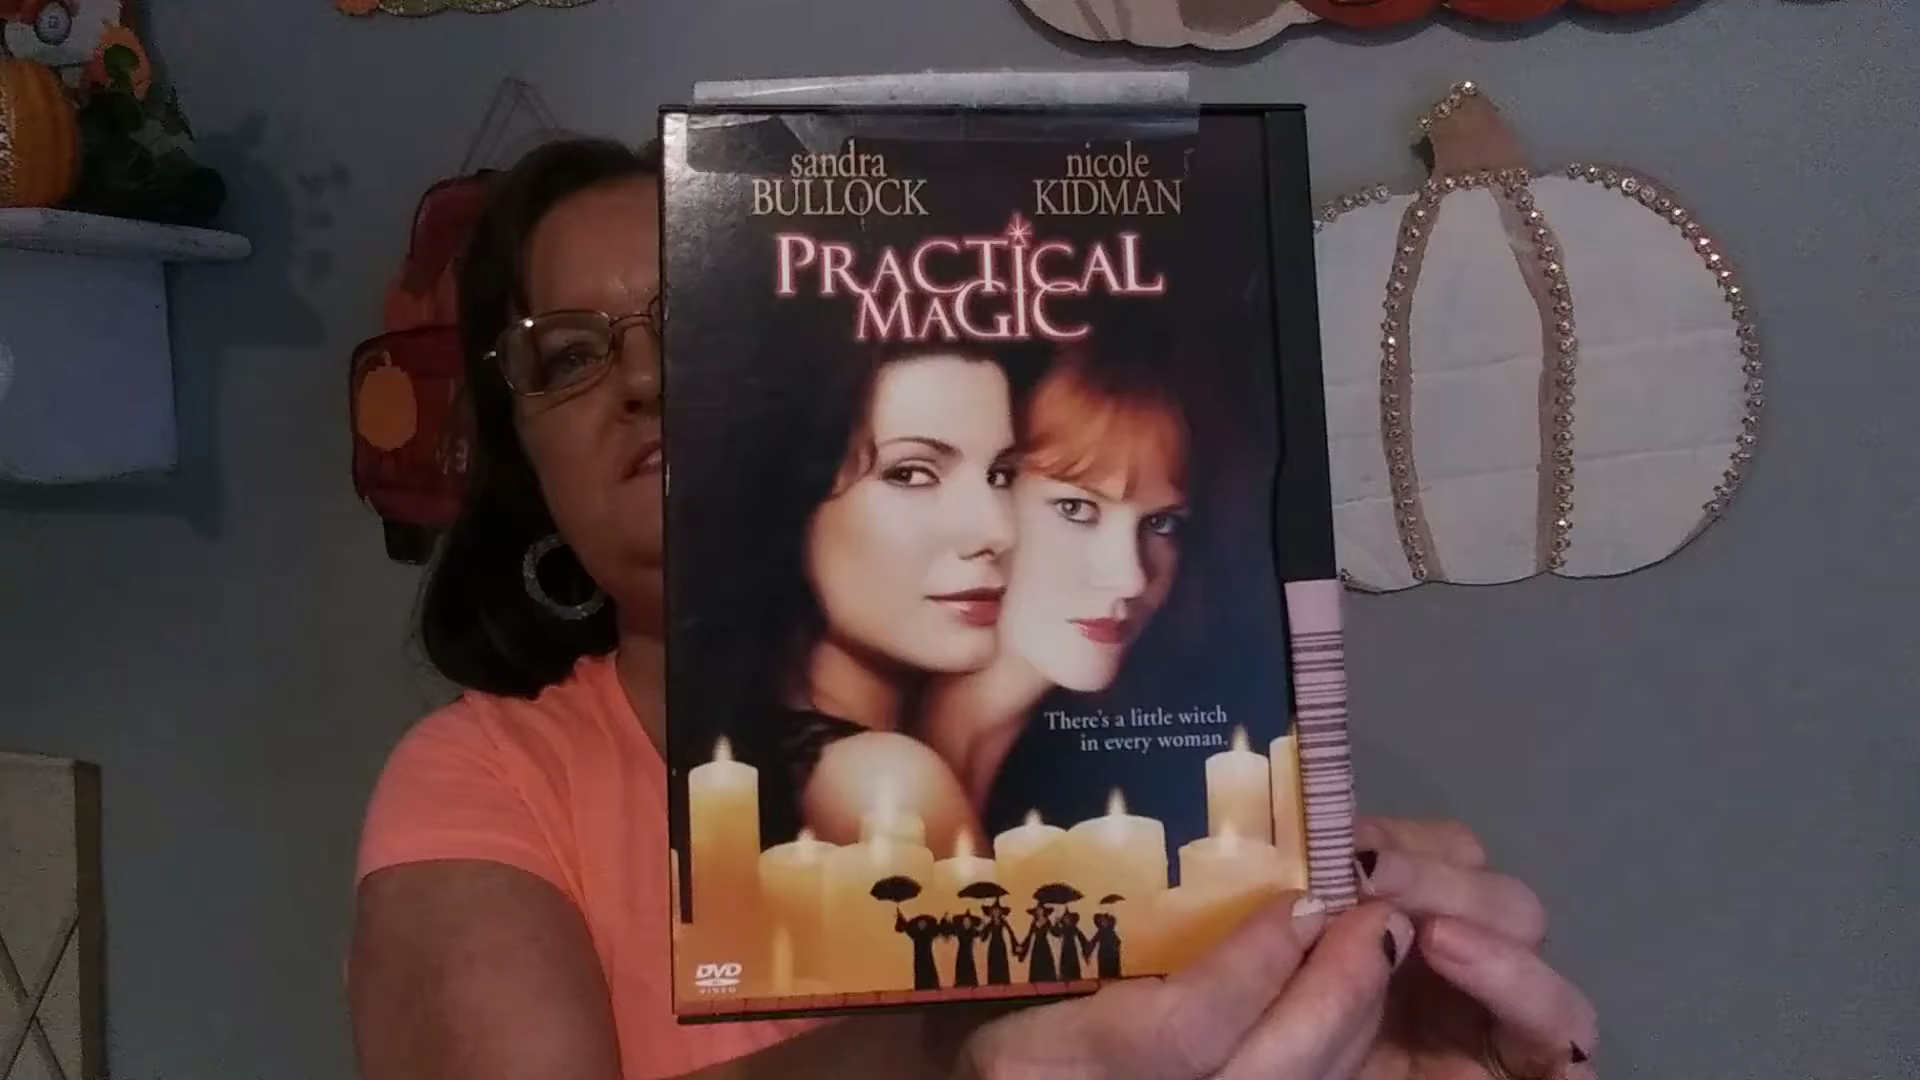 sandra
BULLOCK
nicole
KIDMAN
PRACTICAL
MAGIC
There's a little witch
in every woman.
DVD
VIDEO